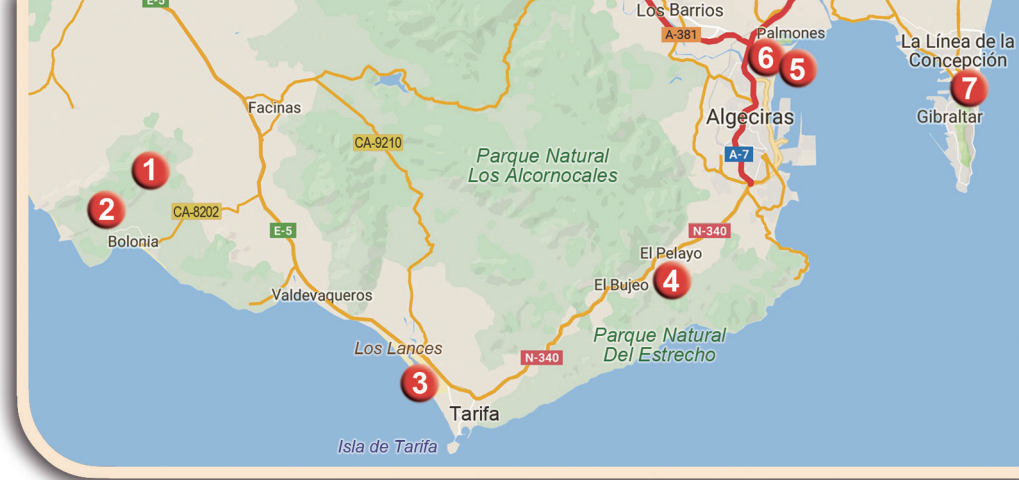 E-5
Los Barrios
A-381
Palmones
6
5
La Línea de la
Concepción
7
Facinas
Algeciras
Gibraltar
CA-9210
A-7
Parque Natural
Los Alcornocales
1
2
CA-8202
Bolonia
E-5
N-340
El Pelayo
El Bujeo
4
Valdevaqueros
Parque Natural
Del Estrecho
Los Lances
N-340
3
Tarifa
Isla de Tarifa